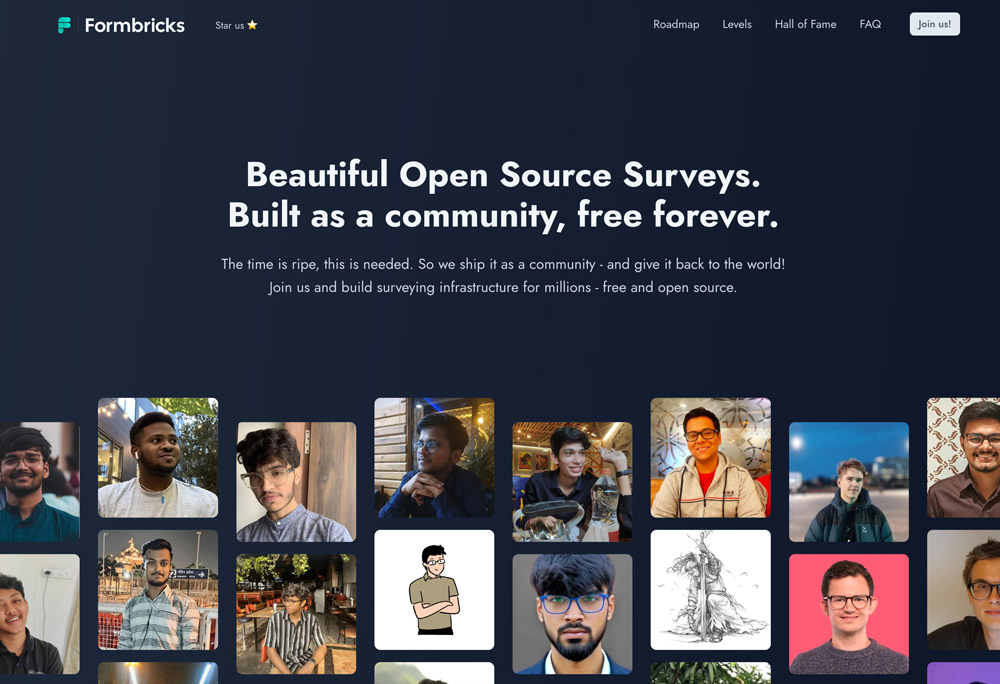 Formbricks
Star us ⭐
Roadmap
Levels
Hall of Fame
FAQ
Join us!
Beautiful Open Source Surveys.
Built as a community, free forever.
The time is ripe, this is needed. So we ship it as a community - and give it back to the world!
Join us and build surveying infrastructure for millions - free and open source.